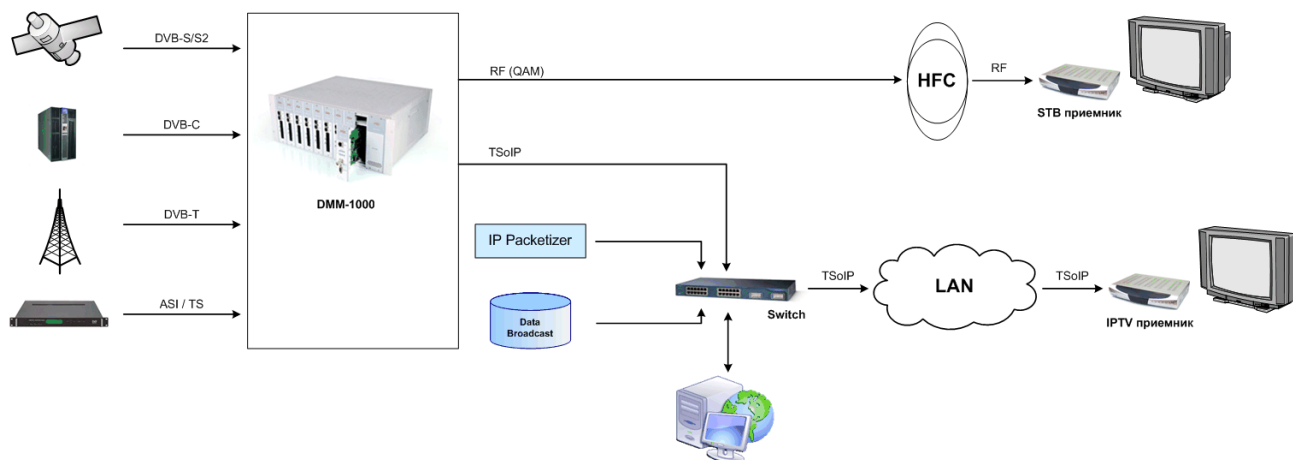 DVB-S/S2
DVB-C
DVB-T
ASI / TS
DMM-1000
RF (QAM)
HFC
RF
STB приемник
TSoIP
IP Packetizer
Data
Broadcast
Switch
TSoIP
LAN
TSoIP
IPTV приемник